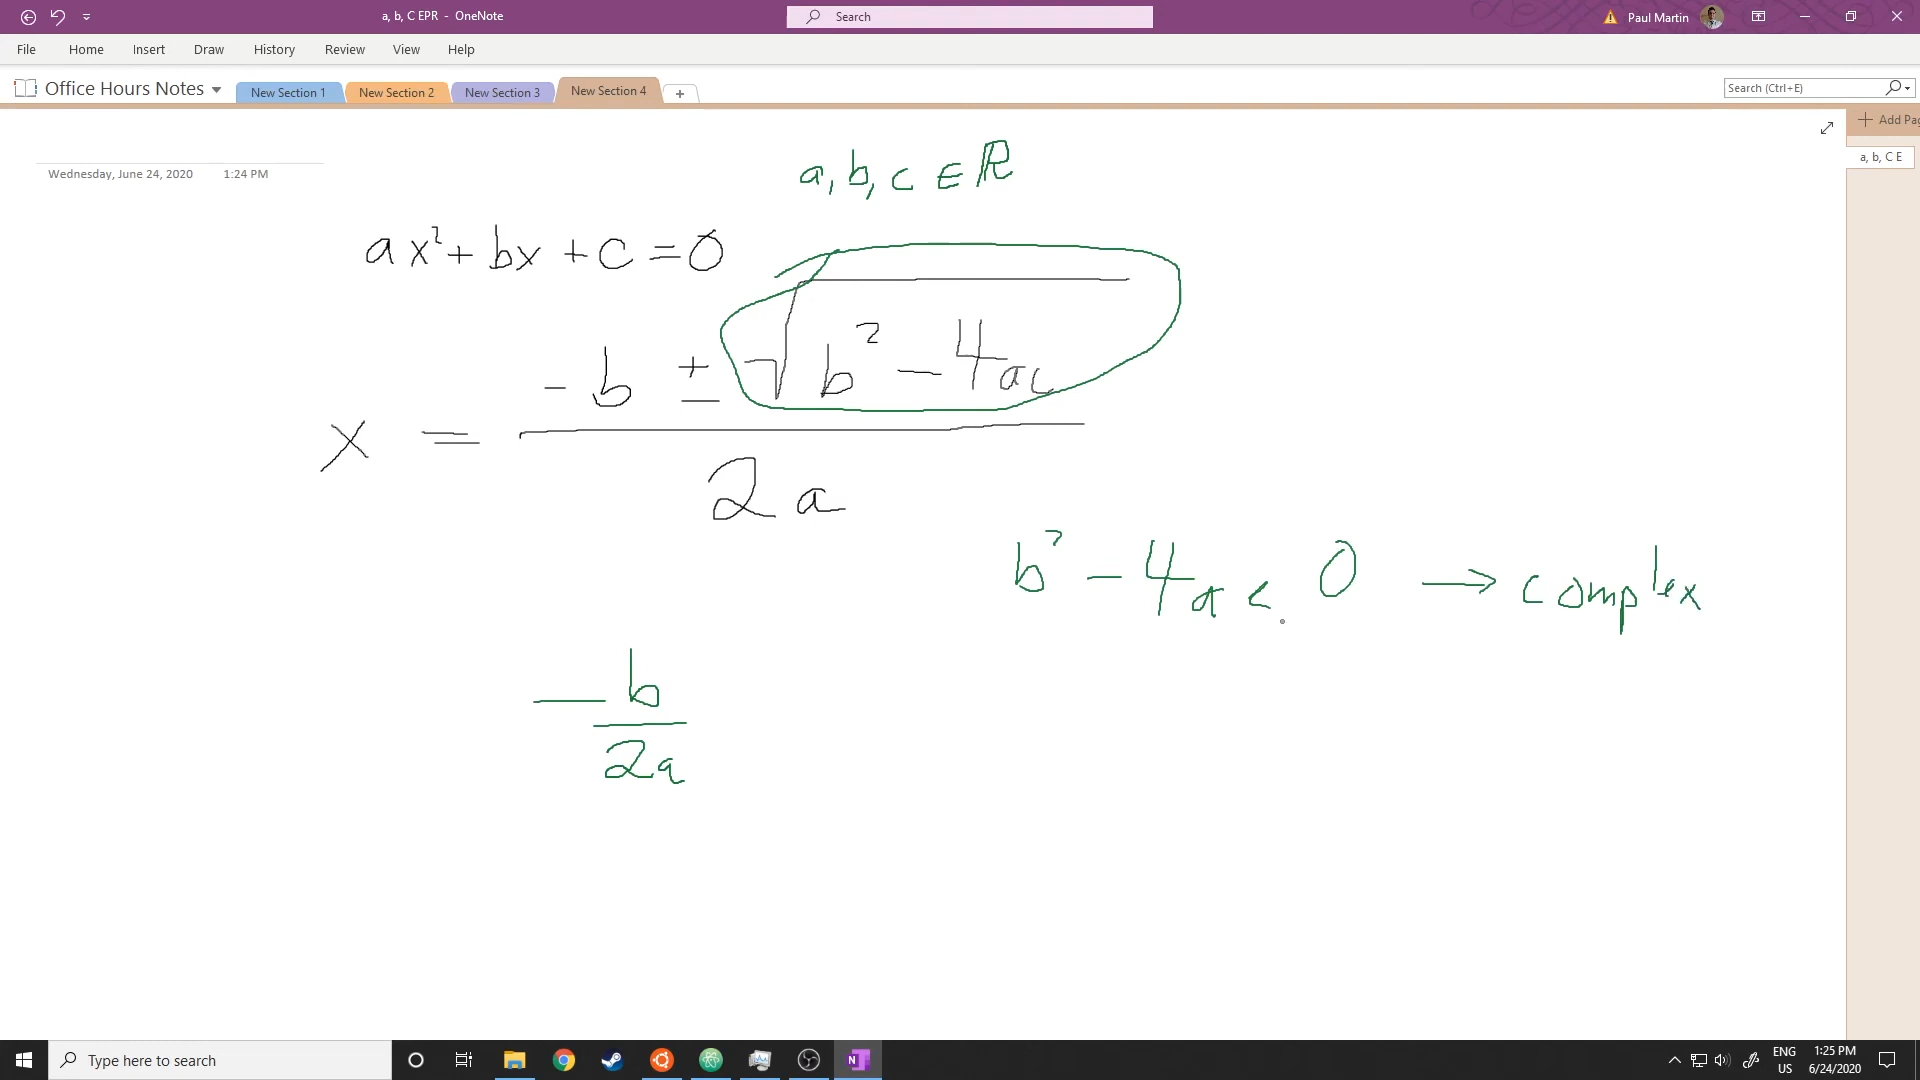 a, b, C EPR - OneNote
Search
Paul Martin
File Home Insert Draw History Review View Help
Office Hours Notes New Section 1 New Section 2 New Section 3 New Section 4 +
Search (Ctrl+E)
Add Pag
a, b, C E
Wednesday, June 24, 2020 1:24 PM
a, b, c ∈ ℝ
ax² + bx + c = 0
x = (-b ± √(b² - 4ac)) / 2a
b² - 4a < 0 → complex
-b/2a
Type here to search
ENG 1:25 PM
US 6/24/2020